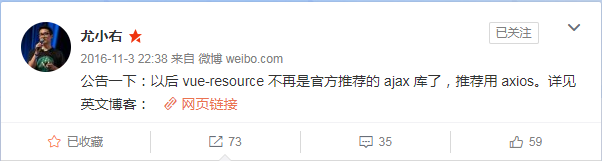 尤小右
已关注
2016-11-3 22:38 来自 微博 weibo.com
公告一下：以后 vue-resource 不再是官方推荐的 ajax 库了，推荐用 axios。详见
英文博客： 网页链接
已收藏 73 35 59